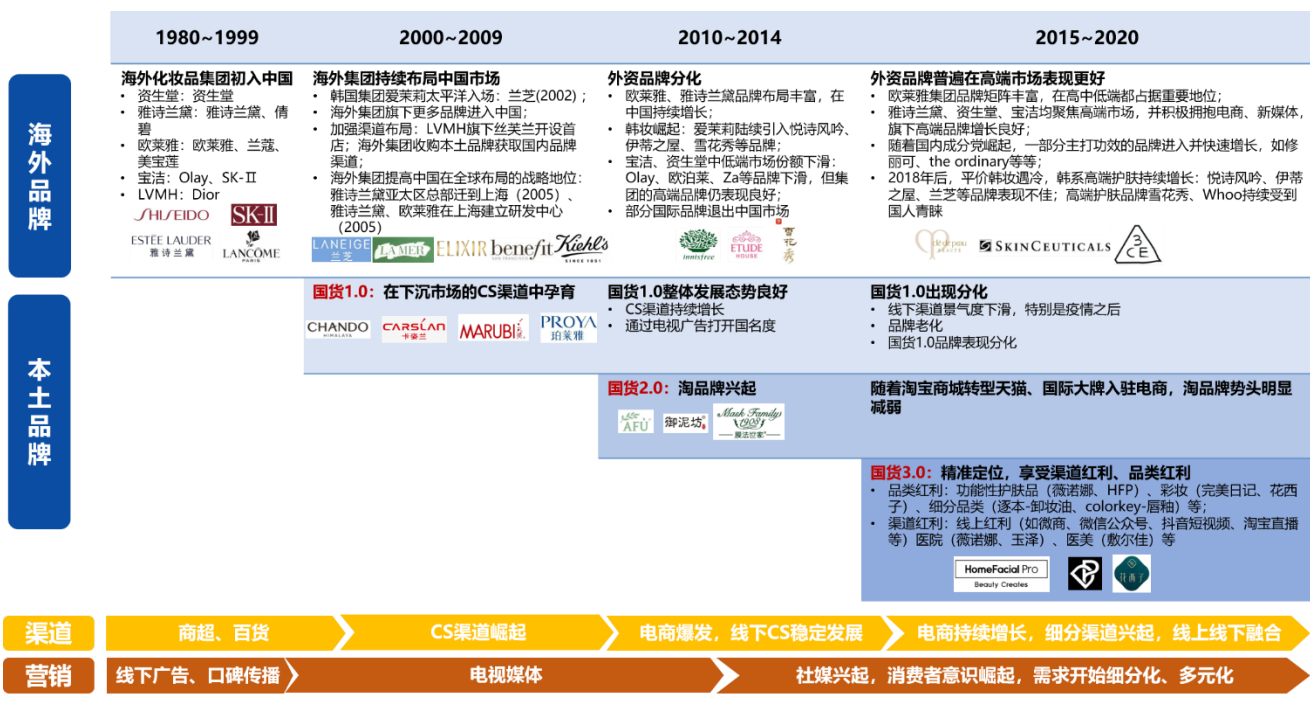 1980~1999
2000~2009
2010~2014
2015~2020
海外品牌
海外化妆品集团初入中国
• 资生堂：资生堂
• 雅诗兰黛：雅诗兰黛、倩
碧
• 欧莱雅：欧莱雅、兰蔻、
美宝莲
• 宝洁：Olay、SK-Ⅱ
• LVMH：Dior
SHISEIDO
SK-II
ESTĒE LAUDER
雅诗兰黛
LANCÔME
PARIS
海外集团持续布局中国市场
• 韩国集团爱茉莉太平洋入场：兰芝(2002)；
• 海外集团旗下更多品牌进入中国；
• 加强渠道布局：LVMH旗下丝芙兰开设首
店；海外集团收购本土品牌获取国内品牌
渠道；
• 海外集团提高中国在全球布局的战略地位：
雅诗兰黛亚太区总部迁到上海（2005）、
雅诗兰黛、欧莱雅在上海建立研发中心
（2005）
LANEIGE
兰芝
LA MER
ELIXIR
benefit
SAN FRANCISCO
Kiehl's
SINCE 1851
外资品牌分化
• 欧莱雅、雅诗兰黛品牌布局丰富，在
中国持续增长；
• 韩妆崛起：爱茉莉陆续引入悦诗风吟、
伊蒂之屋、雪花秀等品牌；
• 宝洁、资生堂中低端市场份额下滑：
Olay、欧泊莱、Za等品牌下滑，但集
团的高端品牌仍表现良好；
• 部分国际品牌退出中国市场
innisfree
ETUDE
HOUSE
雪花秀
外资品牌普遍在高端市场表现更好
• 欧莱雅集团品牌矩阵丰富，在高中低端都占据重要地位；
• 雅诗兰黛、资生堂、宝洁均聚焦高端市场，并积极拥抱电商、新媒体，
旗下高端品牌增长良好；
• 随着国内成分党崛起，一部分主打功效的品牌进入并快速增长，如修
丽可、the ordinary等等；
• 2018年后，平价韩妆遇冷，韩系高端护肤持续增长：悦诗风吟、伊蒂
之屋、兰芝等品牌表现不佳；高端护肤品牌雪花秀、Whoo持续受到
国人青睐
clé de peau
BEAUTÉ
SKINCEUTICALS
3CE
本土品牌
国货1.0：在下沉市场的CS渠道中孕育
CHANDO
HIMALAYA
CARSLAN
卡姿兰
MARUBI
PROYA
珀莱雅
国货1.0整体发展态势良好
• CS渠道持续增长
• 通过电视广告打开国名度
国货1.0出现分化
• 线下渠道景气度下滑，特别是疫情之后
• 品牌老化
• 国货1.0品牌表现分化
国货2.0：淘品牌兴起
AFU
御泥坊
Mask Family
1908
膜法世家
随着淘宝商城转型天猫、国际大牌入驻电商，淘品牌势头明显
减弱
国货3.0：精准定位，享受渠道红利、品类红利
• 品类红利：功能性护肤品（薇诺娜、HFP）、彩妆（完美日记、花西
子）、细分品类（逐本-卸妆油、colorkey-唇釉）等；
• 渠道红利：线上红利（如微商、微信公众号、抖音短视频、淘宝直播
等）医院（薇诺娜、玉泽）、医美（敷尔佳）等
HomeFacial Pro
Beauty Creates
花西子
渠道
商超、百货
CS渠道崛起
电商爆发，线下CS稳定发展
电商持续增长，细分渠道兴起，线上线下融合
营销
线下广告、口碑传播
电视媒体
社媒兴起，消费者意识崛起，需求开始细分化、多元化